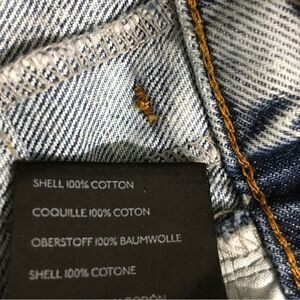 SHELL 100% COTTON
COQUILLE 100% COTON
OBERSTOFF 100% BAUMWOLLE
SHELL 100% COTONE